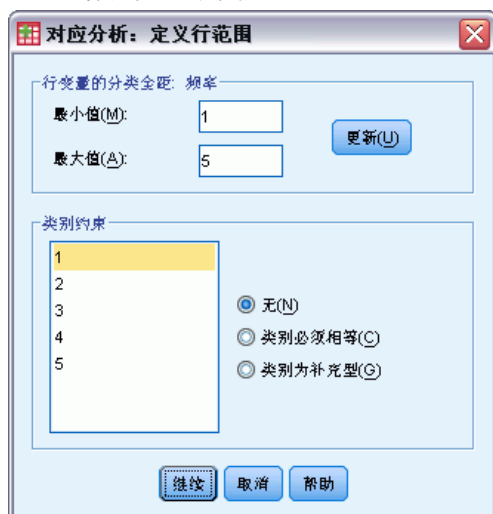 对应分析：定义行范围
行变量的分类全距: 频率
最小值(M):
1
更新(U)
最大值(A):
5
类别约束
1
2
3
4
5
无(N)
类别必须相等(C)
类别为补充型(G)
继续
取消
帮助